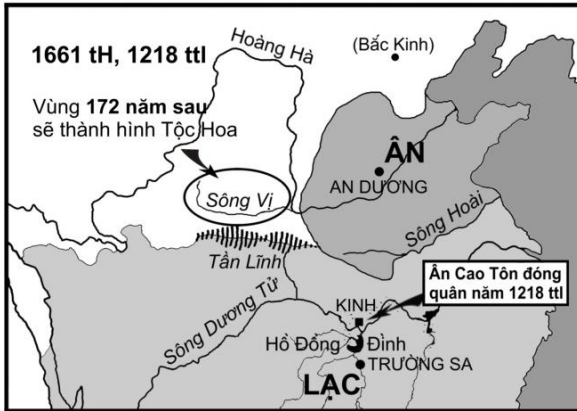 1661 tH, 1218 ttl
Hoàng Hà
(Bắc Kinh)
Vùng 172 năm sau
sẽ thành hình Tộc Hoa
ÂN
AN DƯƠNG
Sông Vị
Sông Hoài
Tần Lĩnh
Ân Cao Tôn đóng
quân năm 1218 ttl
Sông Dương Tử
KINH
Hồ Đồng Đình
TRƯỜNG SA
LẠC